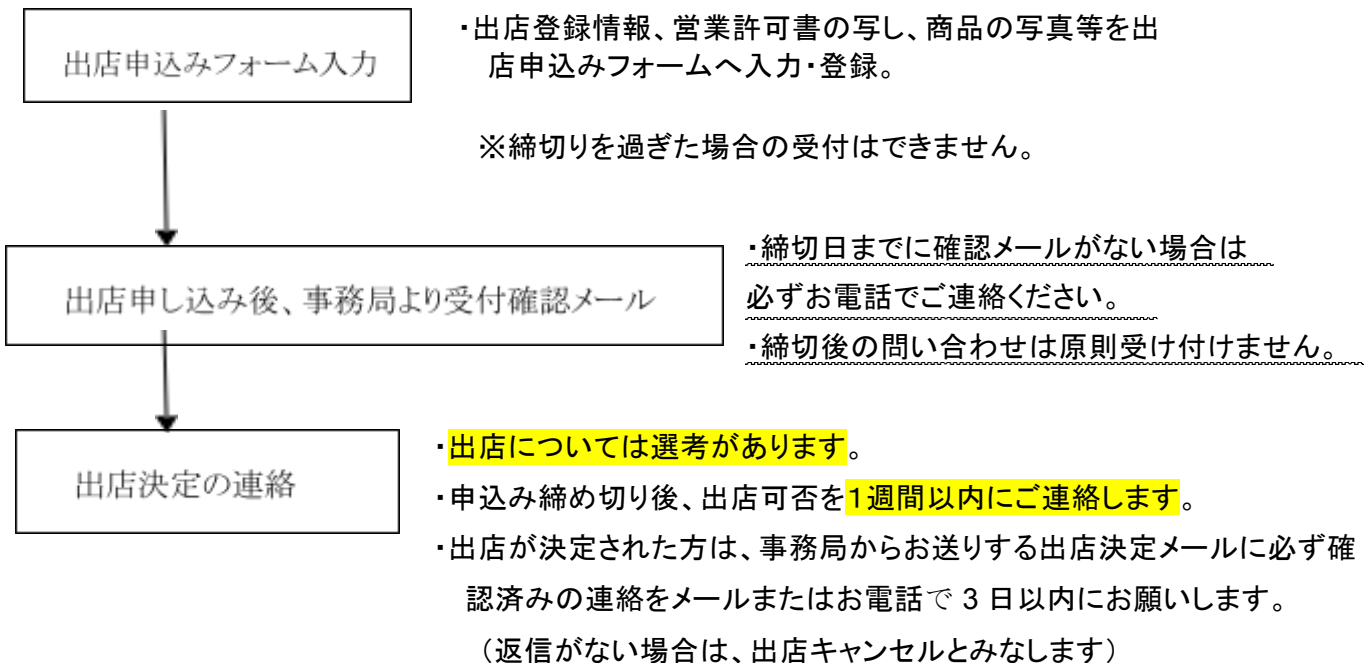 出店申込みフォーム入力
・出店登録情報、営業許可書の写し、商品の写真等を出
店申込みフォームへ入力・登録。
※締切りを過ぎた場合の受付はできません。
出店申し込み後、事務局より受付確認メール
・締切日までに確認メールがない場合は
必ずお電話でご連絡ください。
・締切後の問い合わせは原則受け付けません。
出店決定の連絡
・出店については選考があります。
・申込み締め切り後、出店可否を1週間以内にご連絡します。
・出店が決定された方は、事務局からお送りする出店決定メールに必ず確
認済みの連絡をメールまたはお電話で 3 日以内にお願いします。
（返信がない場合は、出店キャンセルとみなします）